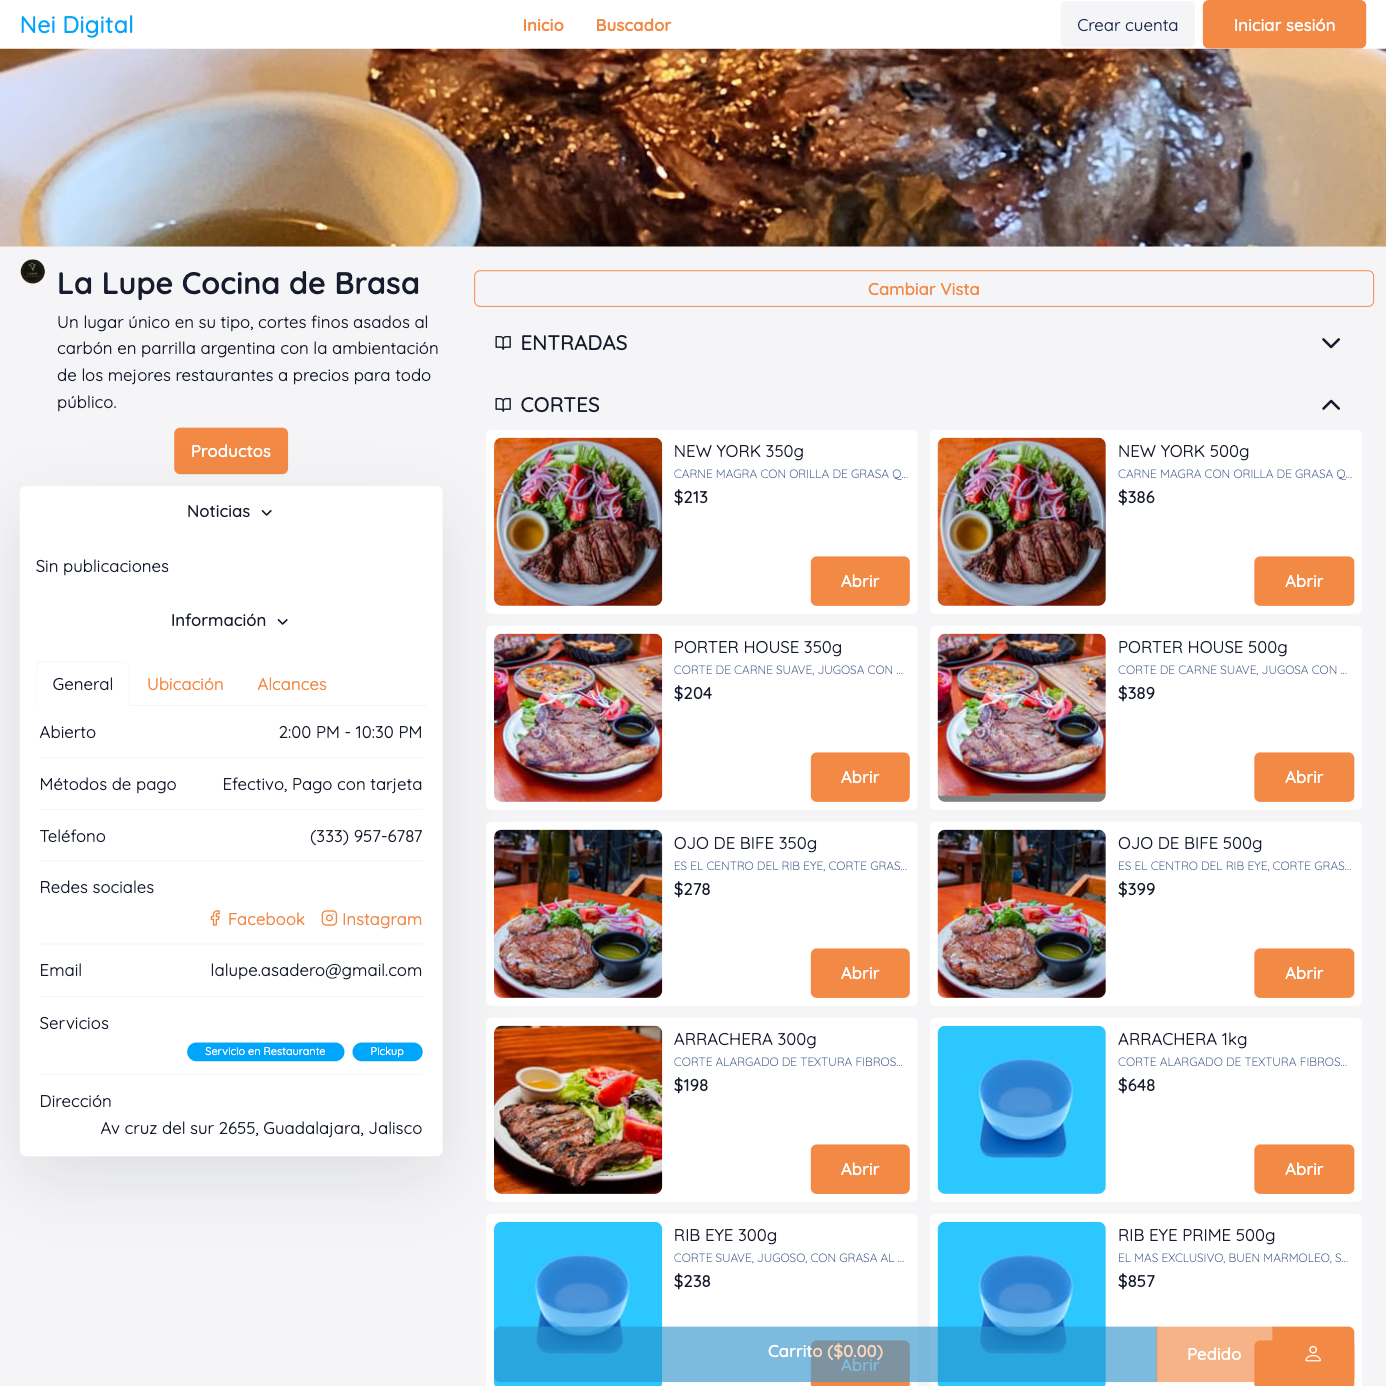 Nei Digital
Inicio
Buscador
Crear cuenta
Iniciar sesión
La Lupe Cocina de Brasa
Un lugar único en su tipo, cortes finos asados al
carbón en parrilla argentina con la ambientación
de los mejores restaurantes a precios para todo
público.
Productos
Noticias
Sin publicaciones
Información
General
Ubicación
Alcances
Abierto
2:00 PM - 10:30 PM
Métodos de pago
Efectivo, Pago con tarjeta
Teléfono
(333) 957-6787
Redes sociales
Facebook
Instagram
Email
lalupe.asadero@gmail.com
Servicios
Servicio en Restaurante
Pickup
Dirección
Av cruz del sur 2655, Guadalajara, Jalisco
Cambiar Vista
ENTRADAS
CORTES
NEW YORK 350g
CARNE MAGRA CON ORILLA DE GRASA Q...
$213
Abrir
NEW YORK 500g
CARNE MAGRA CON ORILLA DE GRASA Q...
$386
Abrir
PORTER HOUSE 350g
CORTE DE CARNE SUAVE, JUGOSA CON ...
$204
Abrir
PORTER HOUSE 500g
CORTE DE CARNE SUAVE, JUGOSA CON ...
$389
Abrir
OJO DE BIFE 350g
ES EL CENTRO DEL RIB EYE, CORTE GRAS...
$278
Abrir
OJO DE BIFE 500g
ES EL CENTRO DEL RIB EYE, CORTE GRAS...
$399
Abrir
ARRACHERA 300g
CORTE ALARGADO DE TEXTURA FIBROS...
$198
Abrir
ARRACHERA 1kg
CORTE ALARGADO DE TEXTURA FIBROS...
$648
Abrir
RIB EYE 300g
CORTE SUAVE, JUGOSO, CON GRASA AL ...
$238
Abrir
RIB EYE PRIME 500g
EL MAS EXCLUSIVO, BUEN MARMOLEO, S...
$857
Carrito ($0.00)
Pedido